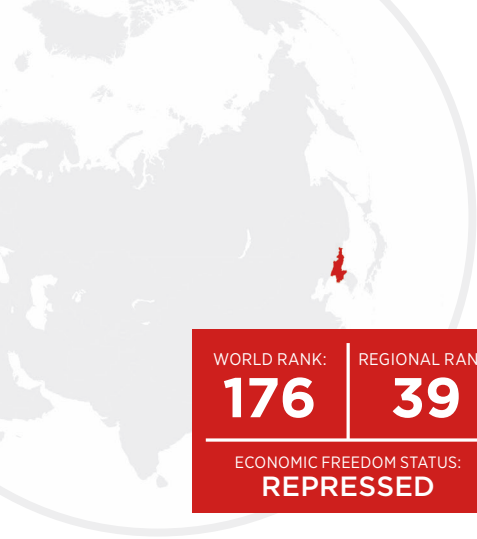 WORLD RANK:
176
REGIONAL RAN
39
ECONOMIC FREEDOM STATUS:
REPRESSED